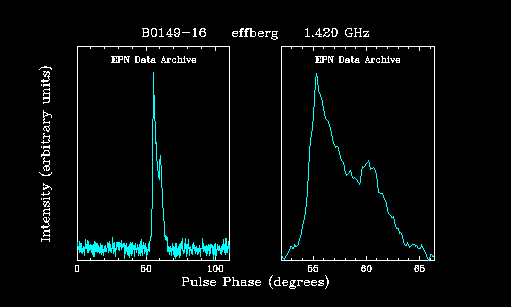 B0149-16 effberg 1.420 GHz
EPN Data Archive EPN Data Archive
Intensity (arbitrary units)
0 50 100 55 60 65
Pulse Phase (degrees)